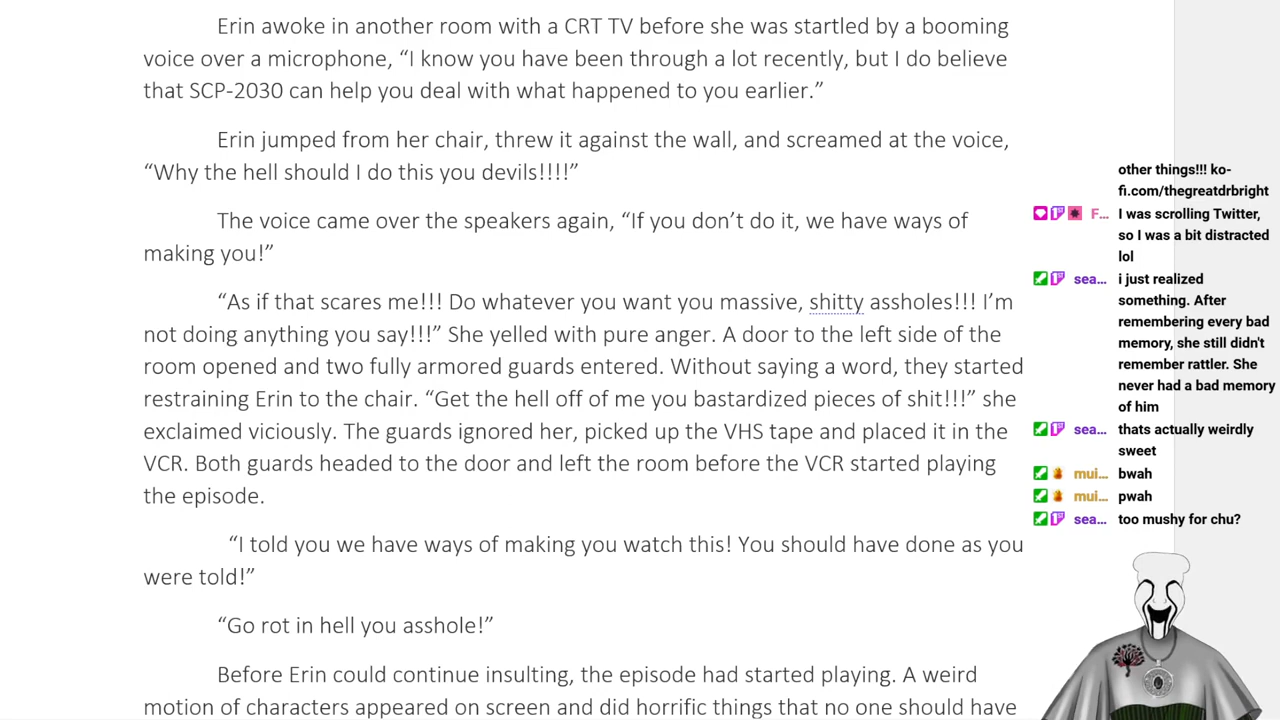 Erin awoke in another room with a CRT TV before she was startled by a booming
voice over a microphone, “I know you have been through a lot recently, but I do believe
that SCP-2030 can help you deal with what happened to you earlier.”
Erin jumped from her chair, threw it against the wall, and screamed at the voice,
“Why the hell should I do this you devils!!!!”
The voice came over the speakers again, “If you don’t do it, we have ways of
making you!”
“As if that scares me!!! Do whatever you want you massive, shitty assholes!!! I’m
not doing anything you say!!!” She yelled with pure anger. A door to the left side of the
room opened and two fully armored guards entered. Without saying a word, they started
restraining Erin to the chair. “Get the hell off of me you bastardized pieces of shit!!!” she
exclaimed viciously. The guards ignored her, picked up the VHS tape and placed it in the
VCR. Both guards headed to the door and left the room before the VCR started playing
the episode.
“I told you we have ways of making you watch this! You should have done as you
were told!”
“Go rot in hell you asshole!”
Before Erin could continue insulting, the episode had started playing. A weird
motion of characters appeared on screen and did horrific things that no one should have
other things!!! ko-
fi.com/thegreatdrbright
F... I was scrolling Twitter,
so I was a bit distracted
lol
sea... i just realized
something. After
remembering every bad
memory, she still didn't
remember rattler. She
never had a bad memory
of him
sea... thats actually weirdly
sweet
mui... bwah
mui... pwah
sea... too mushy for chu?